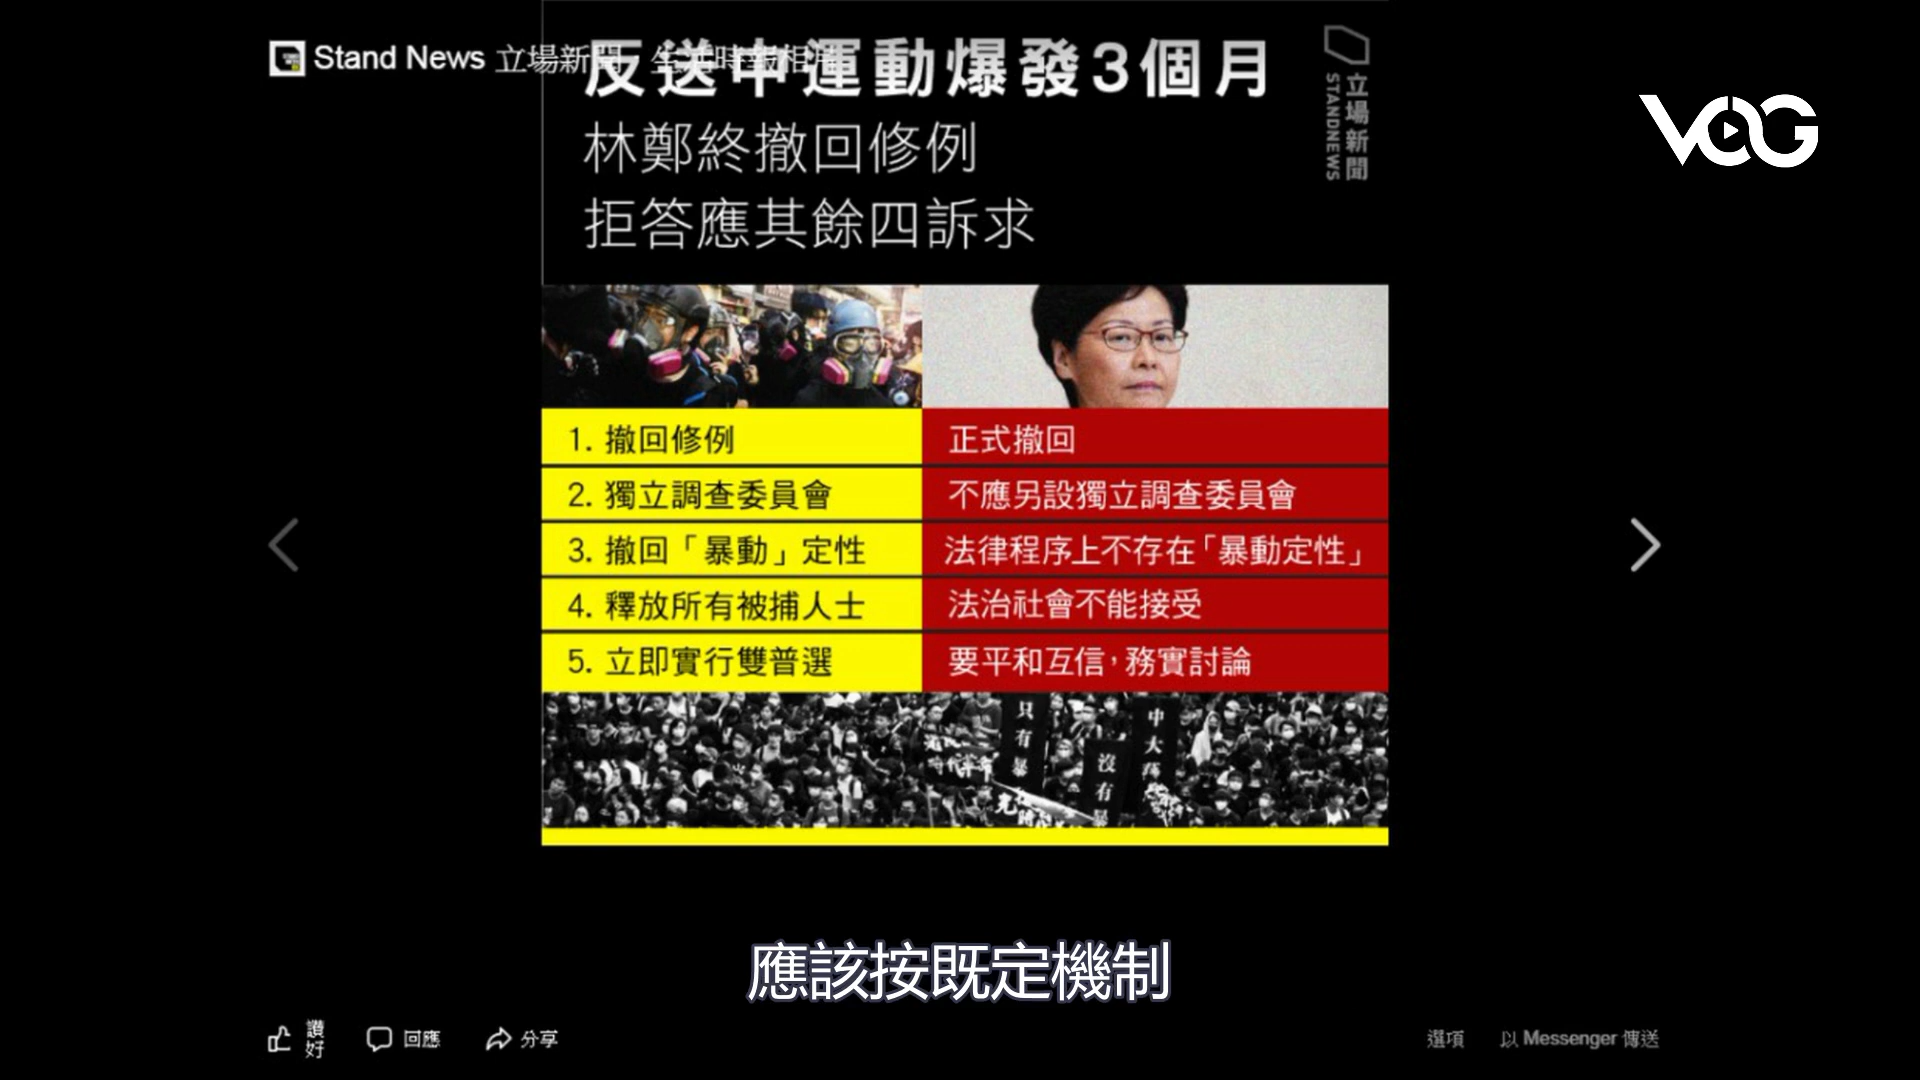 Stand News 立場新聞 生活時報相片
反送中運動爆發3個月
林鄭終撤回修例
拒答應其餘四訴求
立場新聞
STANDNEWS
VOG
1. 撤回修例
正式撤回
2. 獨立調查委員會
不應另設獨立調查委員會
3. 撤回「暴動」定性
法律程序上不存在「暴動定性」
4. 釋放所有被捕人士
法治社會不能接受
5. 立即實行雙普選
要平和互信，務實討論
只有暴
沒有暴
中大
應該按既定機制
讚好
回應
分享
選項
以 Messenger 傳送